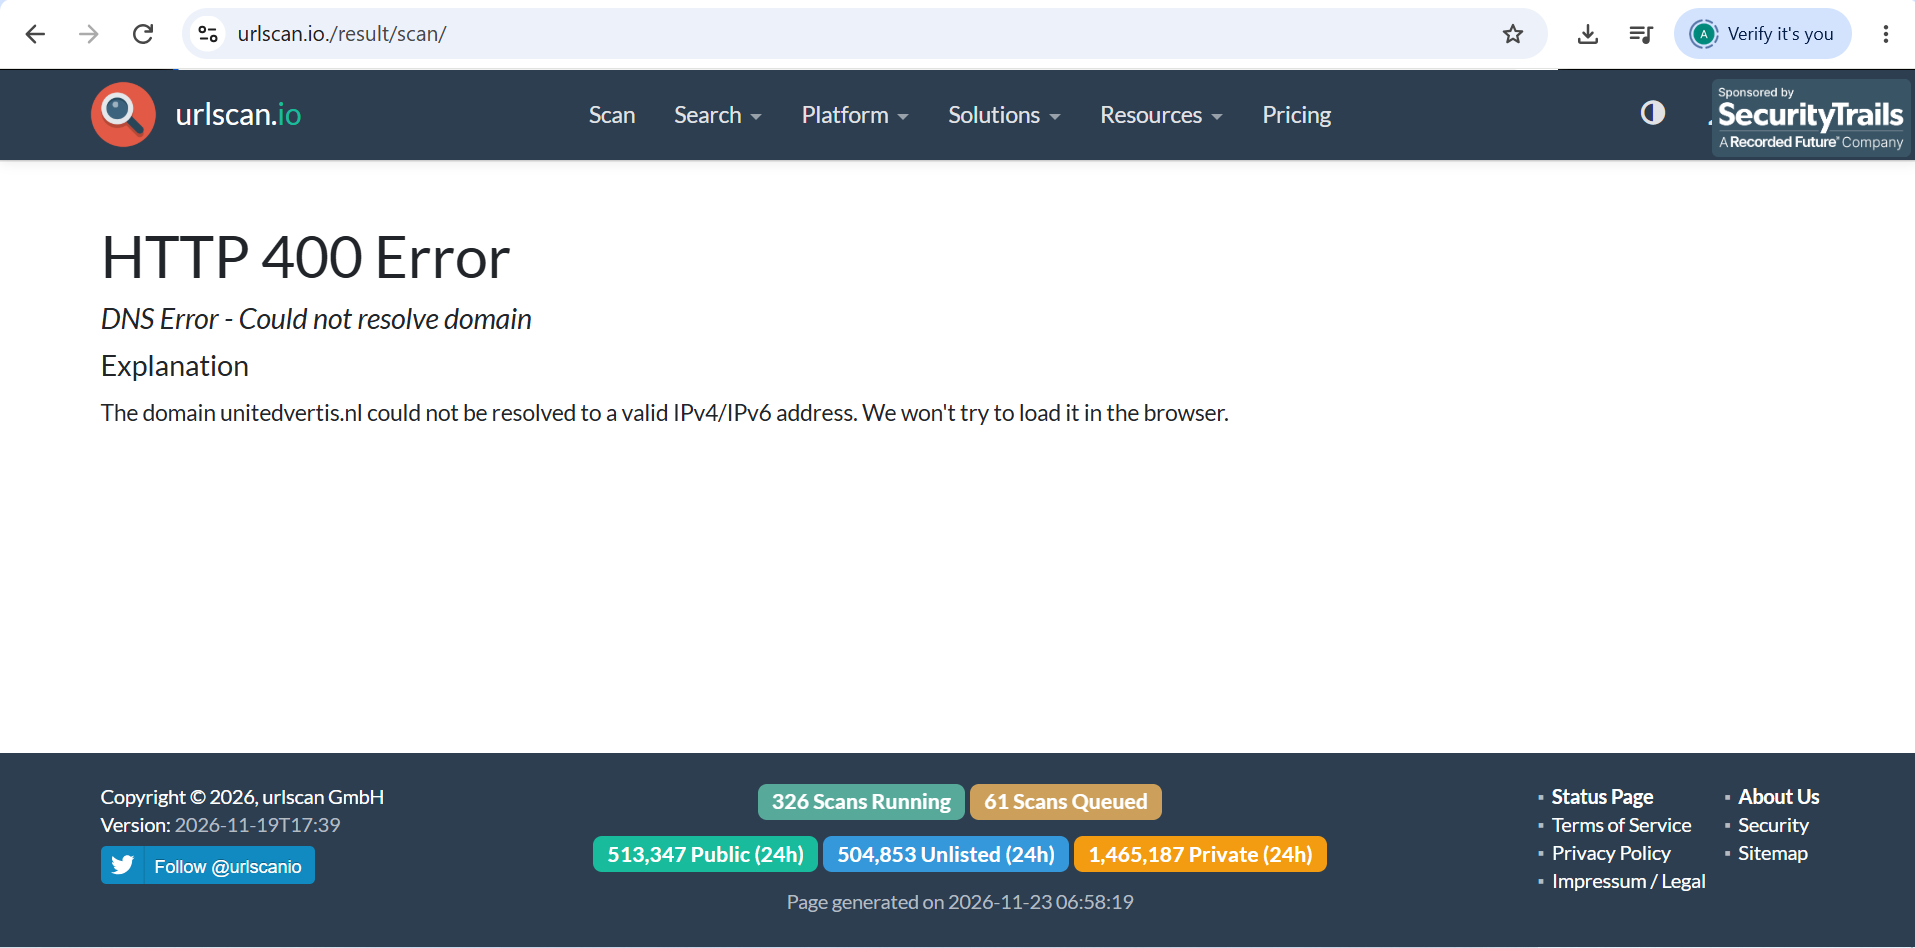 urlscan.io./result/scan/
A
Verify it's you
urlscan.io
Scan
Search
Platform
Solutions
Resources
Pricing
Sponsored by
SecurityTrails
A Recorded Future® Company
HTTP 400 Error
DNS Error - Could not resolve domain
Explanation
The domain unitedvertis.nl could not be resolved to a valid IPv4/IPv6 address. We won't try to load it in the browser.
Copyright © 2026, urlscan GmbH
Version: 2026-11-19T17:39
Follow @urlscanio
326 Scans Running
61 Scans Queued
513,347 Public (24h)
504,853 Unlisted (24h)
1,465,187 Private (24h)
Page generated on 2026-11-23 06:58:19
Status Page
Terms of Service
Privacy Policy
Impressum / Legal
About Us
Security
Sitemap